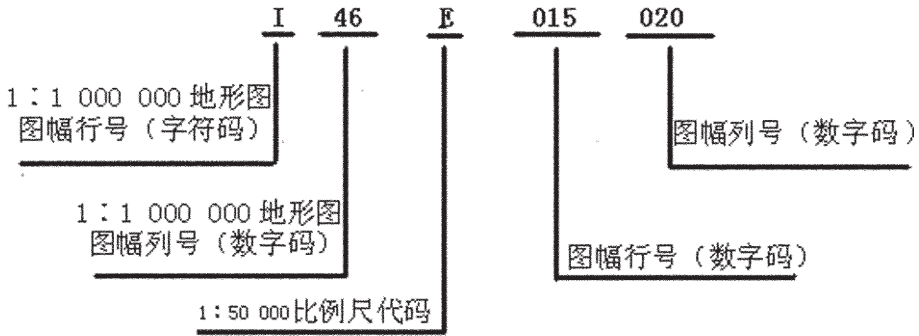 I 46 E 015 020
1∶1 000 000 地形图
图幅行号（字符码）
图幅列号（数字码）
1∶1 000 000 地形图
图幅列号（数字码）
图幅行号（数字码）
1∶50 000比例尺代码